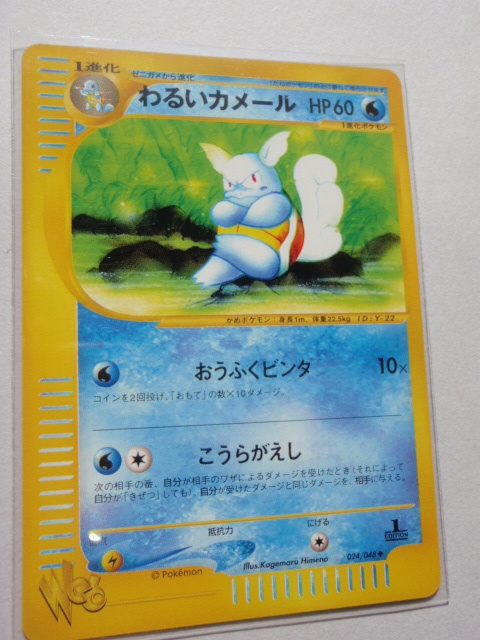 1進化
ゼニガメから進化
わるいカメール HP60
1進化ポケモン
かめポケモン：身長1m、体重22.5kg JD:Y-22
おうふくビンタ 10×
コインを2回投げ、「おもて」の数×10ダメージ。
こうらがえし
次の相手の番、自分が相手のワザによるダメージを受けたとき（それによって
自分が「きぜつ」しても）、自分が受けたダメージと同じダメージを、相手に与える。
抵抗力 にげる
1
EDITION
Illus.Kagemaru Himeno 024/048
© Pokémon
Web